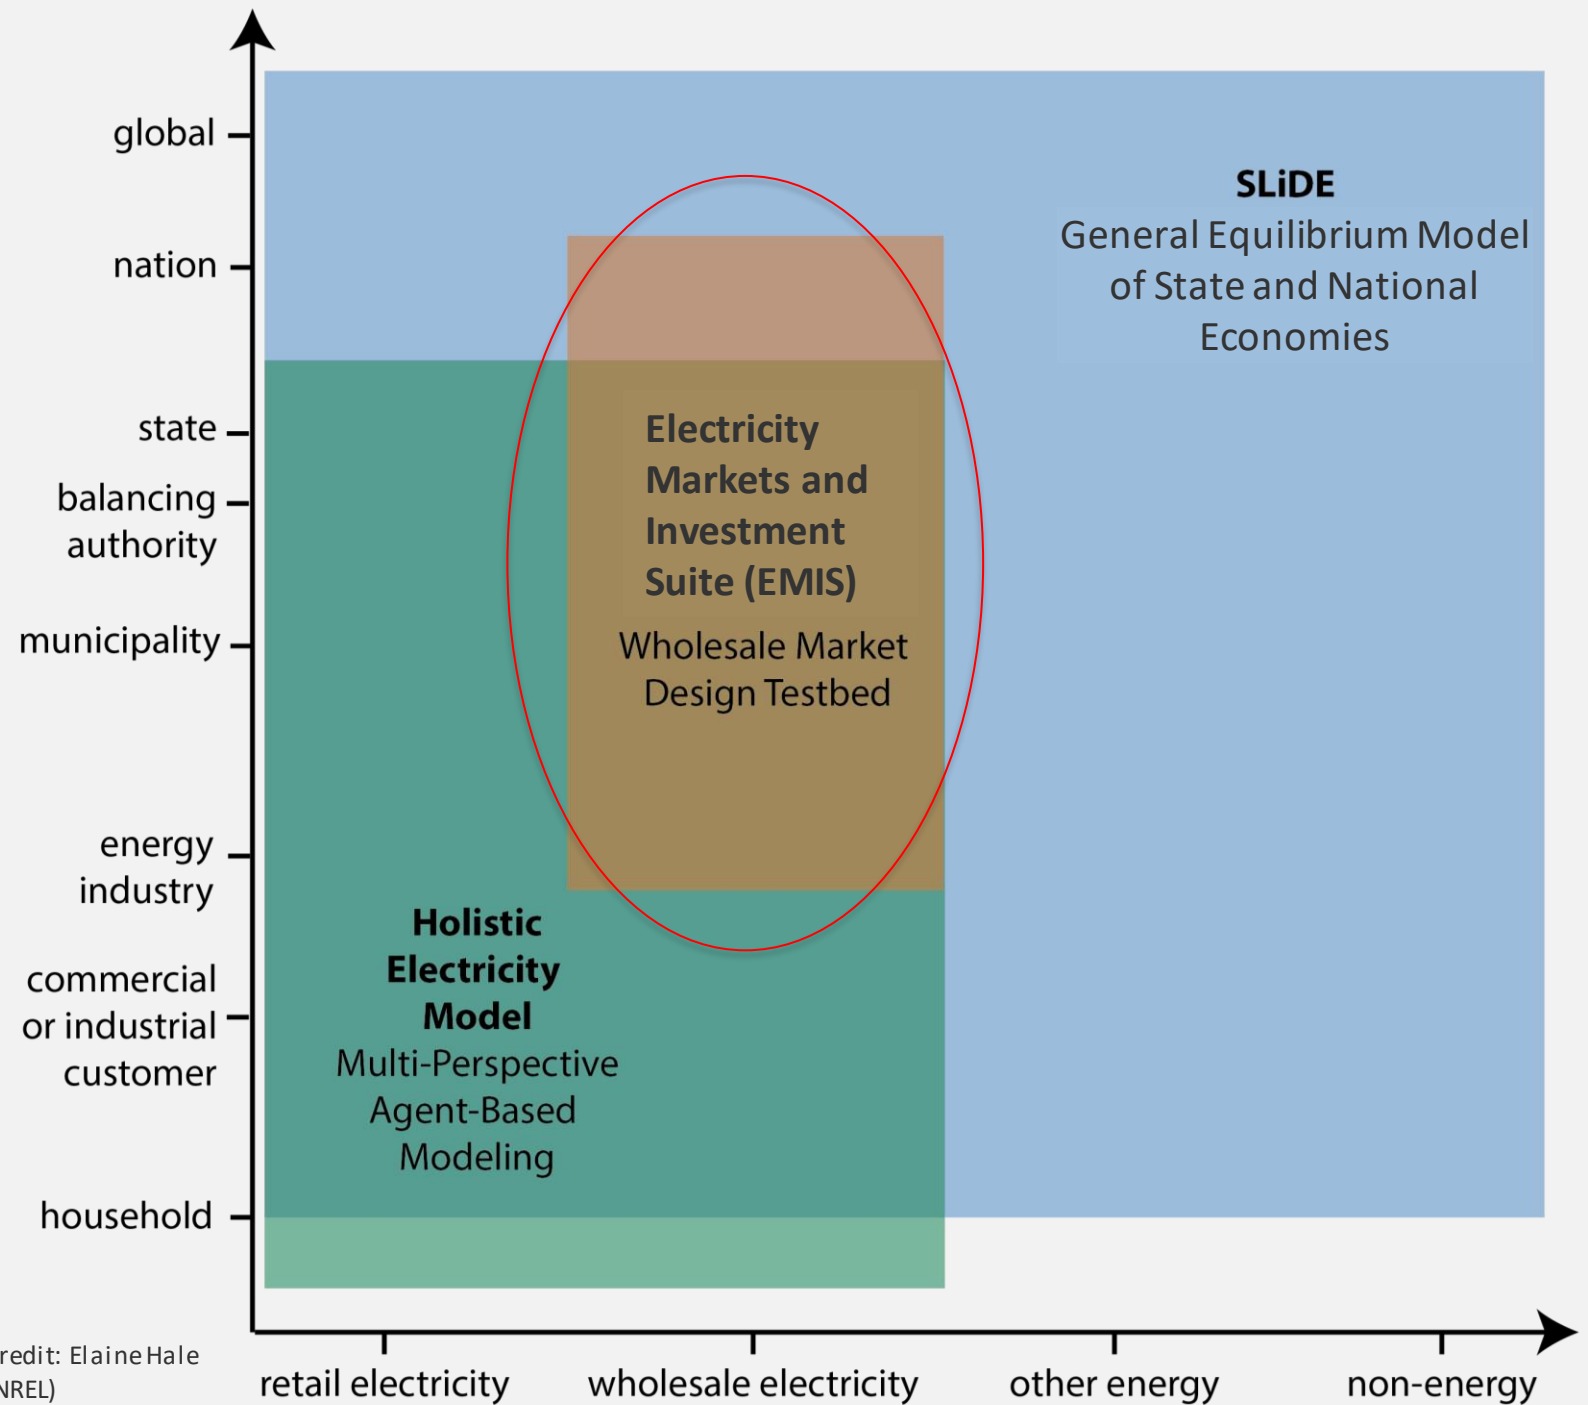 global
nation
state
balancing
authority
municipality
energy
industry
commercial
or industrial
customer
household
SLiDE
General Equilibrium Model
of State and National
Economies
Electricity
Markets and
Investment
Suite (EMIS)
Wholesale Market
Design Testbed
Holistic
Electricity
Model
Multi-Perspective
Agent-Based
Modeling
retail electricity
wholesale electricity
other energy
non-energy
redit: Elaine Hale
NREL)